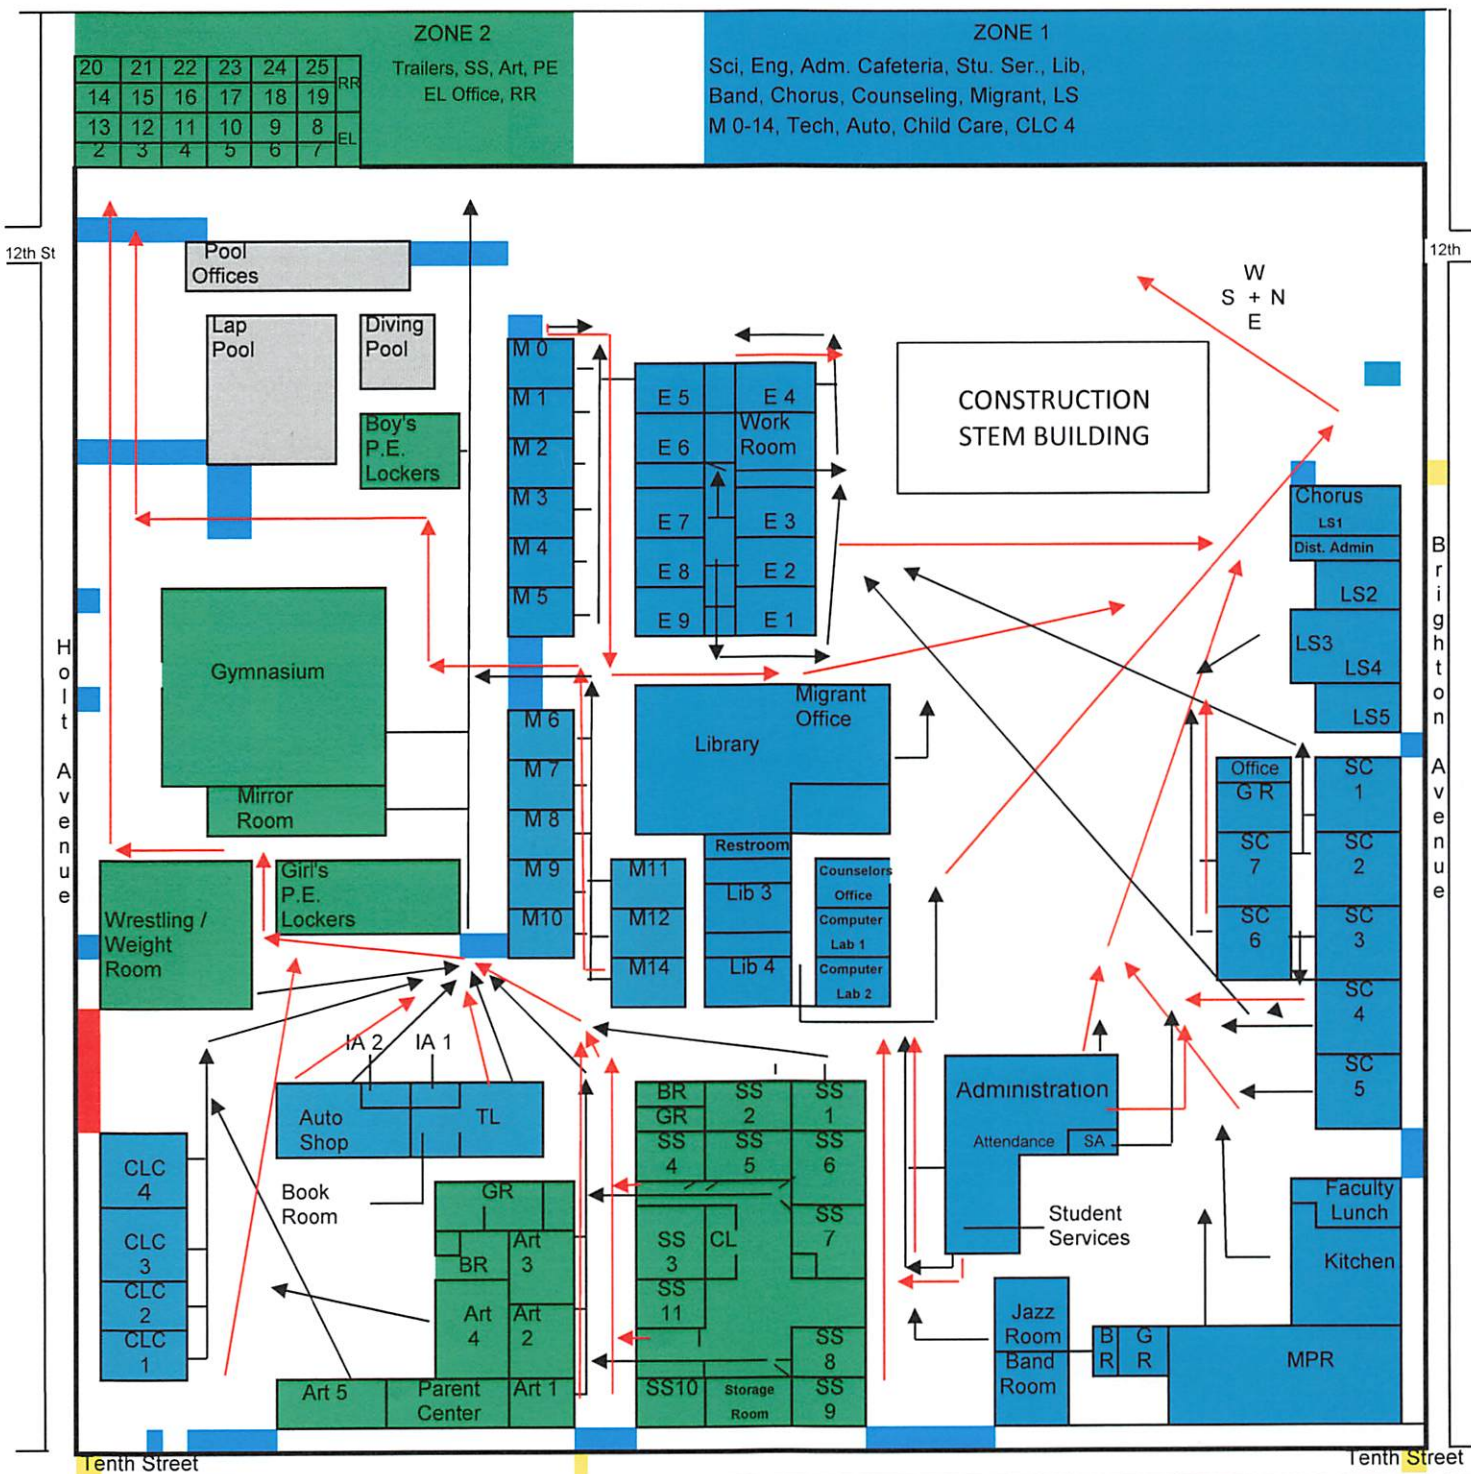 ZONE 2
Trailers, SS, Art, PE
EL Office, RR
20 21 22 23 24 25
RR
14 15 16 17 18 19
13 12 11 10 9 8
EL
2 3 4 5 6 7
ZONE 1
Sci, Eng, Adm. Cafeteria, Stu. Ser., Lib,
Band, Chorus, Counseling, Migrant, LS
M 0-14, Tech, Auto, Child Care, CLC 4
12th St
12th
W
S + N
E
Pool
Offices
Lap
Pool
Diving
Pool
Boy's
P.E.
Lockers
M 0
M 1
M 2
M 3
M 4
M 5
E 5
E 4
E 6
Work
Room
E 7
E 3
E 8
E 2
E 9
E 1
CONSTRUCTION
STEM BUILDING
Chorus
LS1
Dist. Admin
LS2
LS3
LS4
LS5
Holt Avenue
Brighton Avenue
Gymnasium
Mirror
Room
Wrestling /
Weight
Room
Girl's
P.E.
Lockers
M 6
M 7
M 8
M 9
M10
M11
M12
M14
Library
Migrant
Office
Restroom
Lib 3
Lib 4
Counselors
Office
Computer
Lab 1
Computer
Lab 2
Office
G R
SC
7
SC
6
SC
1
SC
2
SC
3
SC
4
SC
5
IA 2
IA 1
Auto
Shop
TL
Book
Room
CLC
4
CLC
3
CLC
2
CLC
1
GR
BR
Art
3
Art
4
Art
2
Art 5
Parent
Center
Art 1
BR
GR
SS
2
SS
1
SS
4
SS
5
SS
6
SS
3
CL
SS
7
SS
11
SS
8
SS10
Storage
Room
SS
9
Administration
Attendance
SA
Student
Services
Jazz
Room
Band
Room
B
R
G
R
MPR
Faculty
Lunch
Kitchen
Tenth Street
Tenth Street